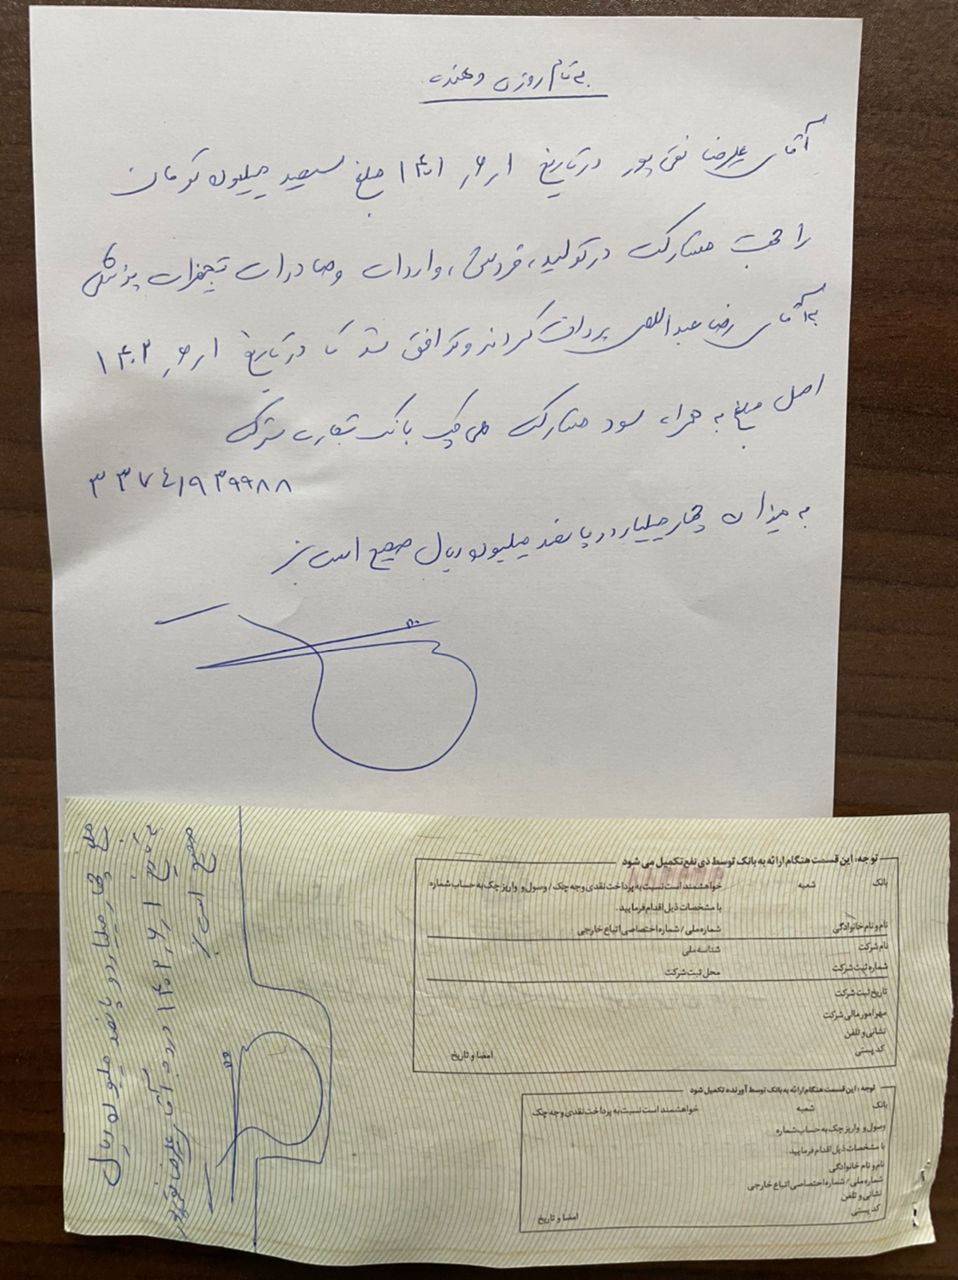 به نام روزی دهنده
آقای علیرضا نقی پور در تاریخ ۱۴۰۱٫۶٫۱ مبلغ سیصد میلیون تومان
را جهت مشارکت در تولید، فروش، واردات و صادرات تجهیزات پزشکی
به آقای رضا عبداللهی پرداخت کردند و توافق شد تا در تاریخ ۱۴۰۲٫۶٫۱
اصل مبلغ به همراه سود مشارکت طی چک بانک تجارت شرکت
۳۳۷۴۱۹۳۹۹۸۸
به میزان چهار میلیارد و پانصد میلیون ریال صحیح است
مبلغ چهار میلیارد و پانصد میلیون ریال
به تاریخ ۱۴۰۲٫۶٫۱ در وجه آقای علیرضا نقی پور
صحیح است
توجه، این قسمت هنگام ارائه به بانک توسط ذی نفع تکمیل می شود
بانک شعبه خواهشمند است نسبت به پرداخت نقدی وجه چک / وصول و واریز چک به حساب شماره
با مشخصات ذیل اقدام فرمایید.
نام و نام خانوادگی شماره ملی / شماره اختصاصی اتباع خارجی
نام شرکت شناسه ملی
شماره ثبت شرکت محل ثبت شرکت
تاریخ ثبت شرکت
مهر امور مالی شرکت
نشانی و تلفن
کد پستی امضا و تاریخ
توجه، این قسمت هنگام ارائه به بانک توسط آورنده تکمیل شود
بانک شعبه خواهشمند است نسبت به پرداخت نقدی وجه چک
وصول و واریز چک به حساب شماره
با مشخصات ذیل اقدام فرمایید.
نام و نام خانوادگی
شماره ملی / شماره اختصاصی اتباع خارجی
نشانی و تلفن
کد پستی امضا و تاریخ